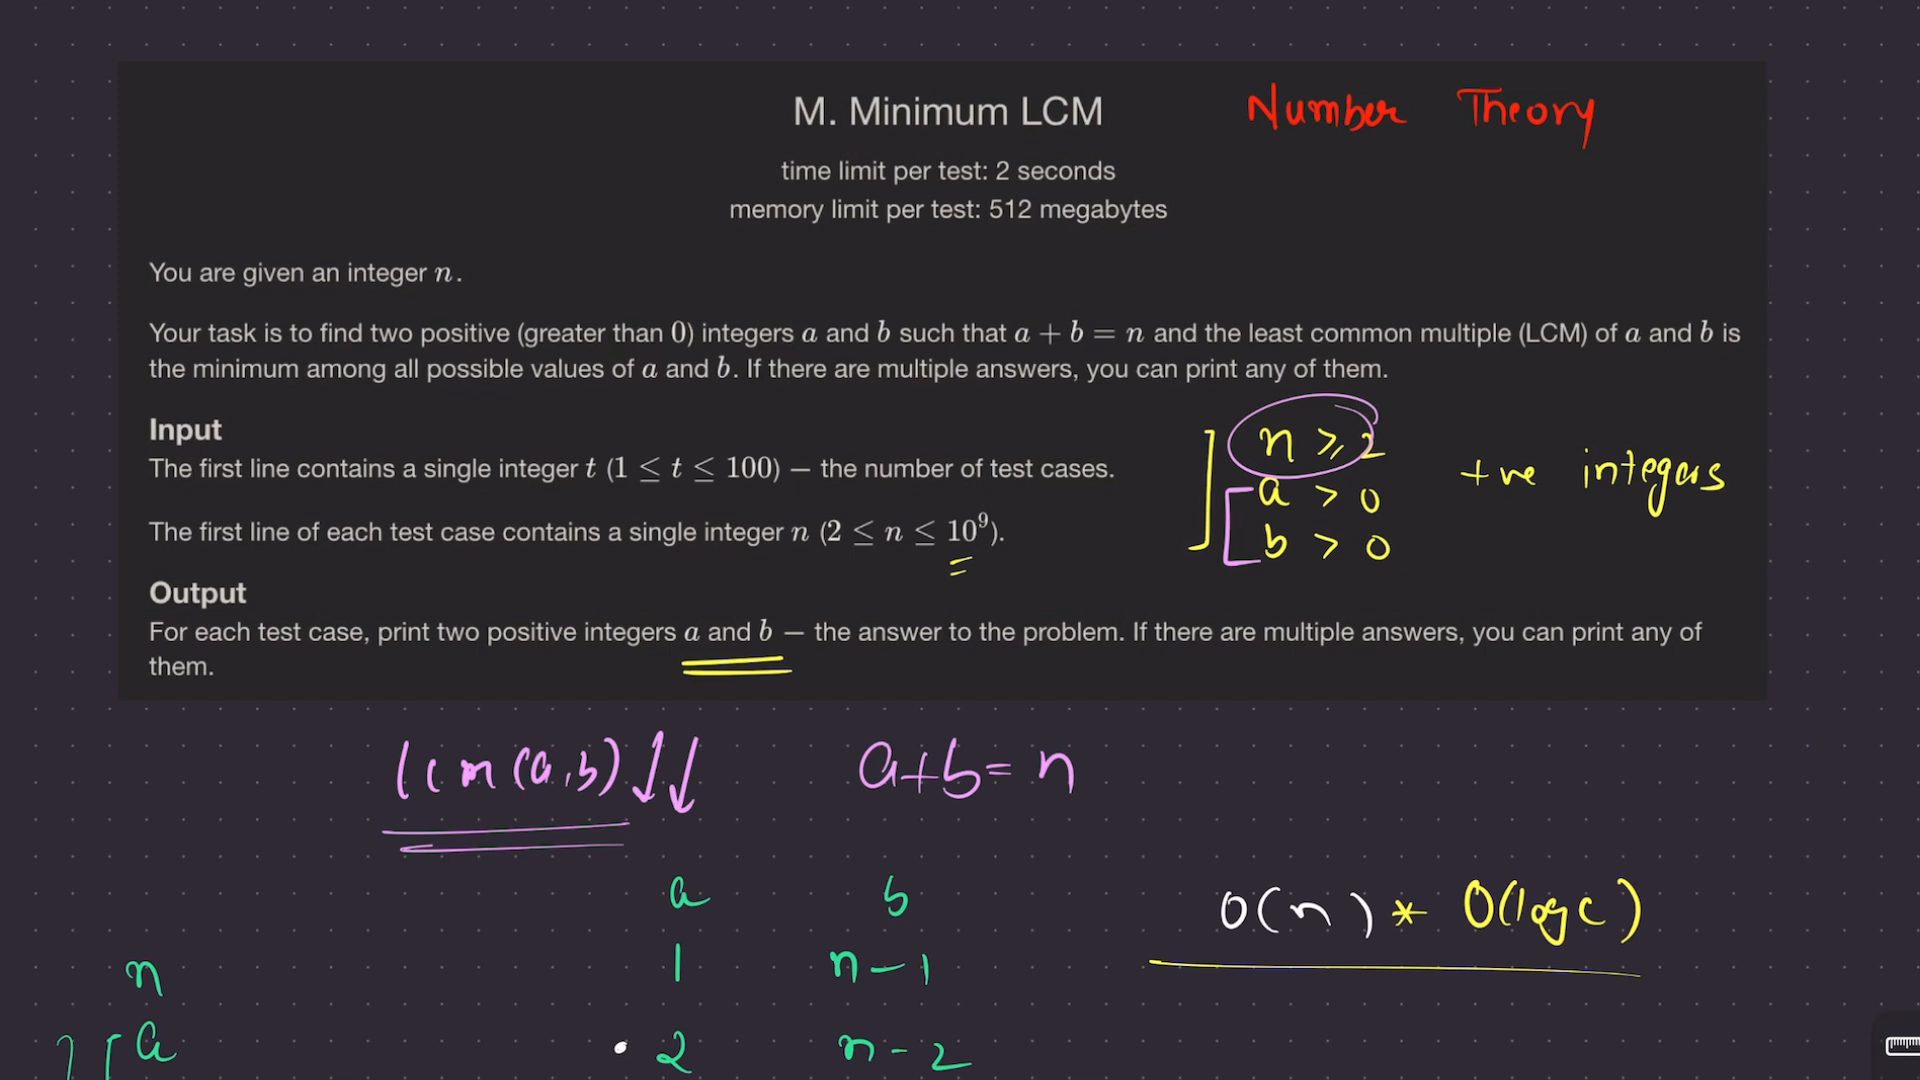 M. Minimum LCM
Number Theory
time limit per test: 2 seconds
memory limit per test: 512 megabytes
You are given an integer n.
Your task is to find two positive (greater than 0) integers a and b such that a + b = n and the least common multiple (LCM) of a and b is
the minimum among all possible values of a and b. If there are multiple answers, you can print any of them.
Input
The first line contains a single integer t (1 ≤ t ≤ 100) — the number of test cases.
The first line of each test case contains a single integer n (2 ≤ n ≤ 10⁹).
n ≥ 2
a > 0
b > 0
+ve integers
Output
For each test case, print two positive integers a and b — the answer to the problem. If there are multiple answers, you can print any of
them.
lcm(a,b) ↓↓
a+b=n
a b
1 n-1
2 n-2
O(n) * O(log c)
n
a